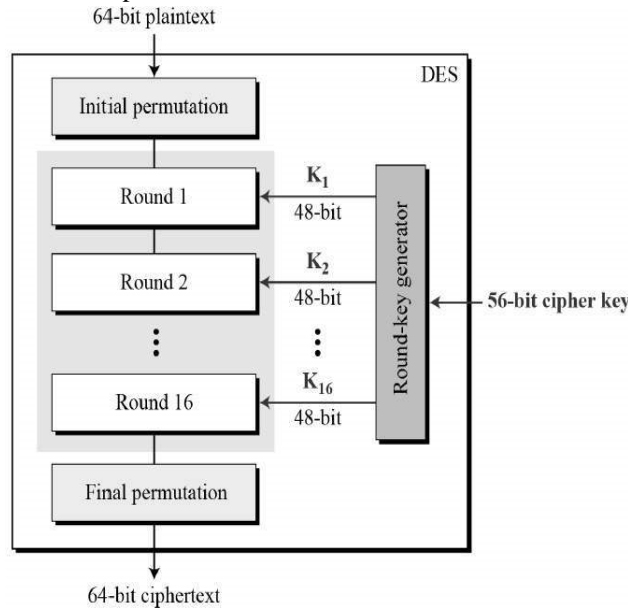 64-bit plaintext
DES
Initial permutation
Round 1
K1
48-bit
Round 2
K2
48-bit
Round-key generator
56-bit cipher key
Round 16
K16
48-bit
Final permutation
64-bit ciphertext